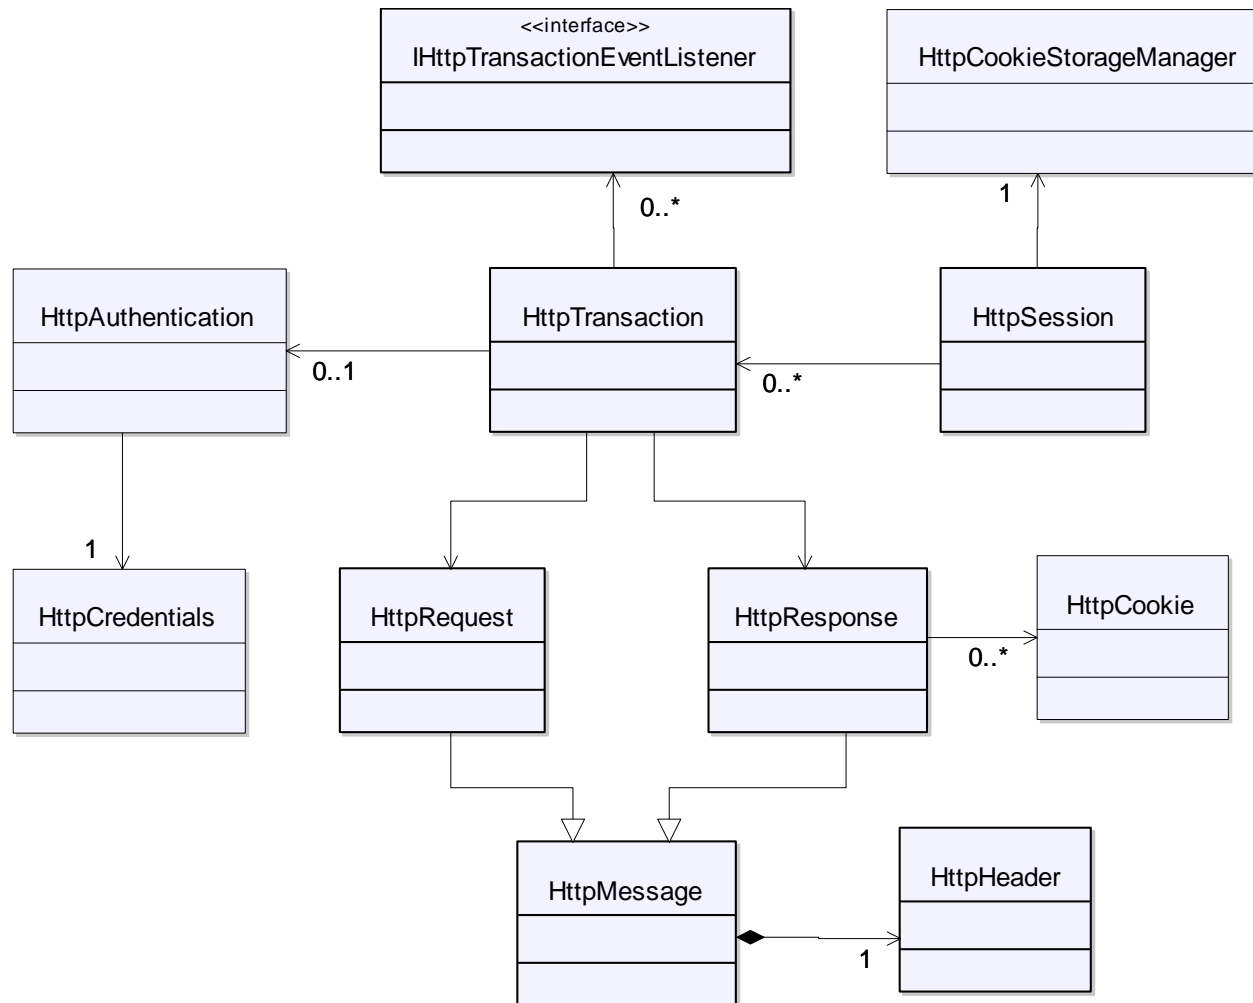 <<interface>>
IHttpTransactionEventListener
HttpCookieStorageManager
0..*
1
HttpAuthentication
HttpTransaction
HttpSession
0..1
0..*
1
HttpCredentials
HttpRequest
HttpResponse
HttpCookie
0..*
HttpMessage
HttpHeader
1